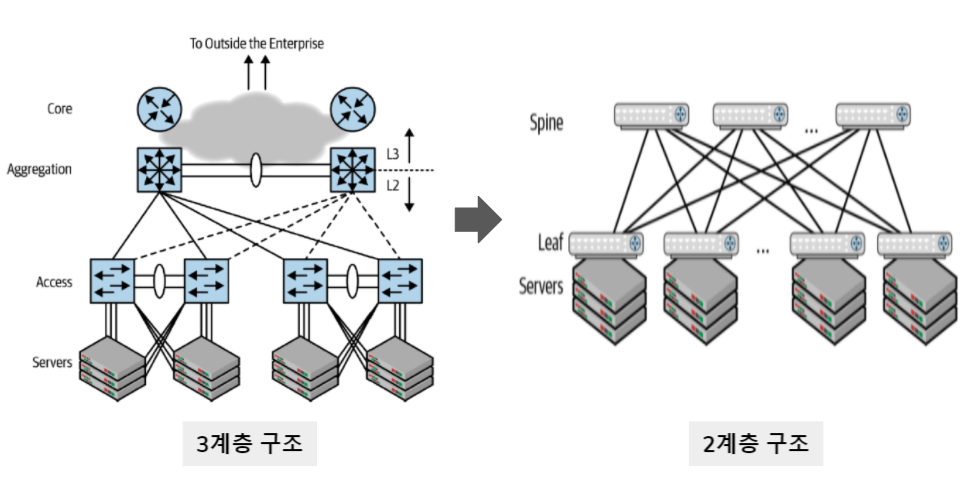 To Outside the Enterprise
Core
Aggregation
L3
L2
Access
Servers
3계층 구조
Spine
...
Leaf
...
Servers
2계층 구조